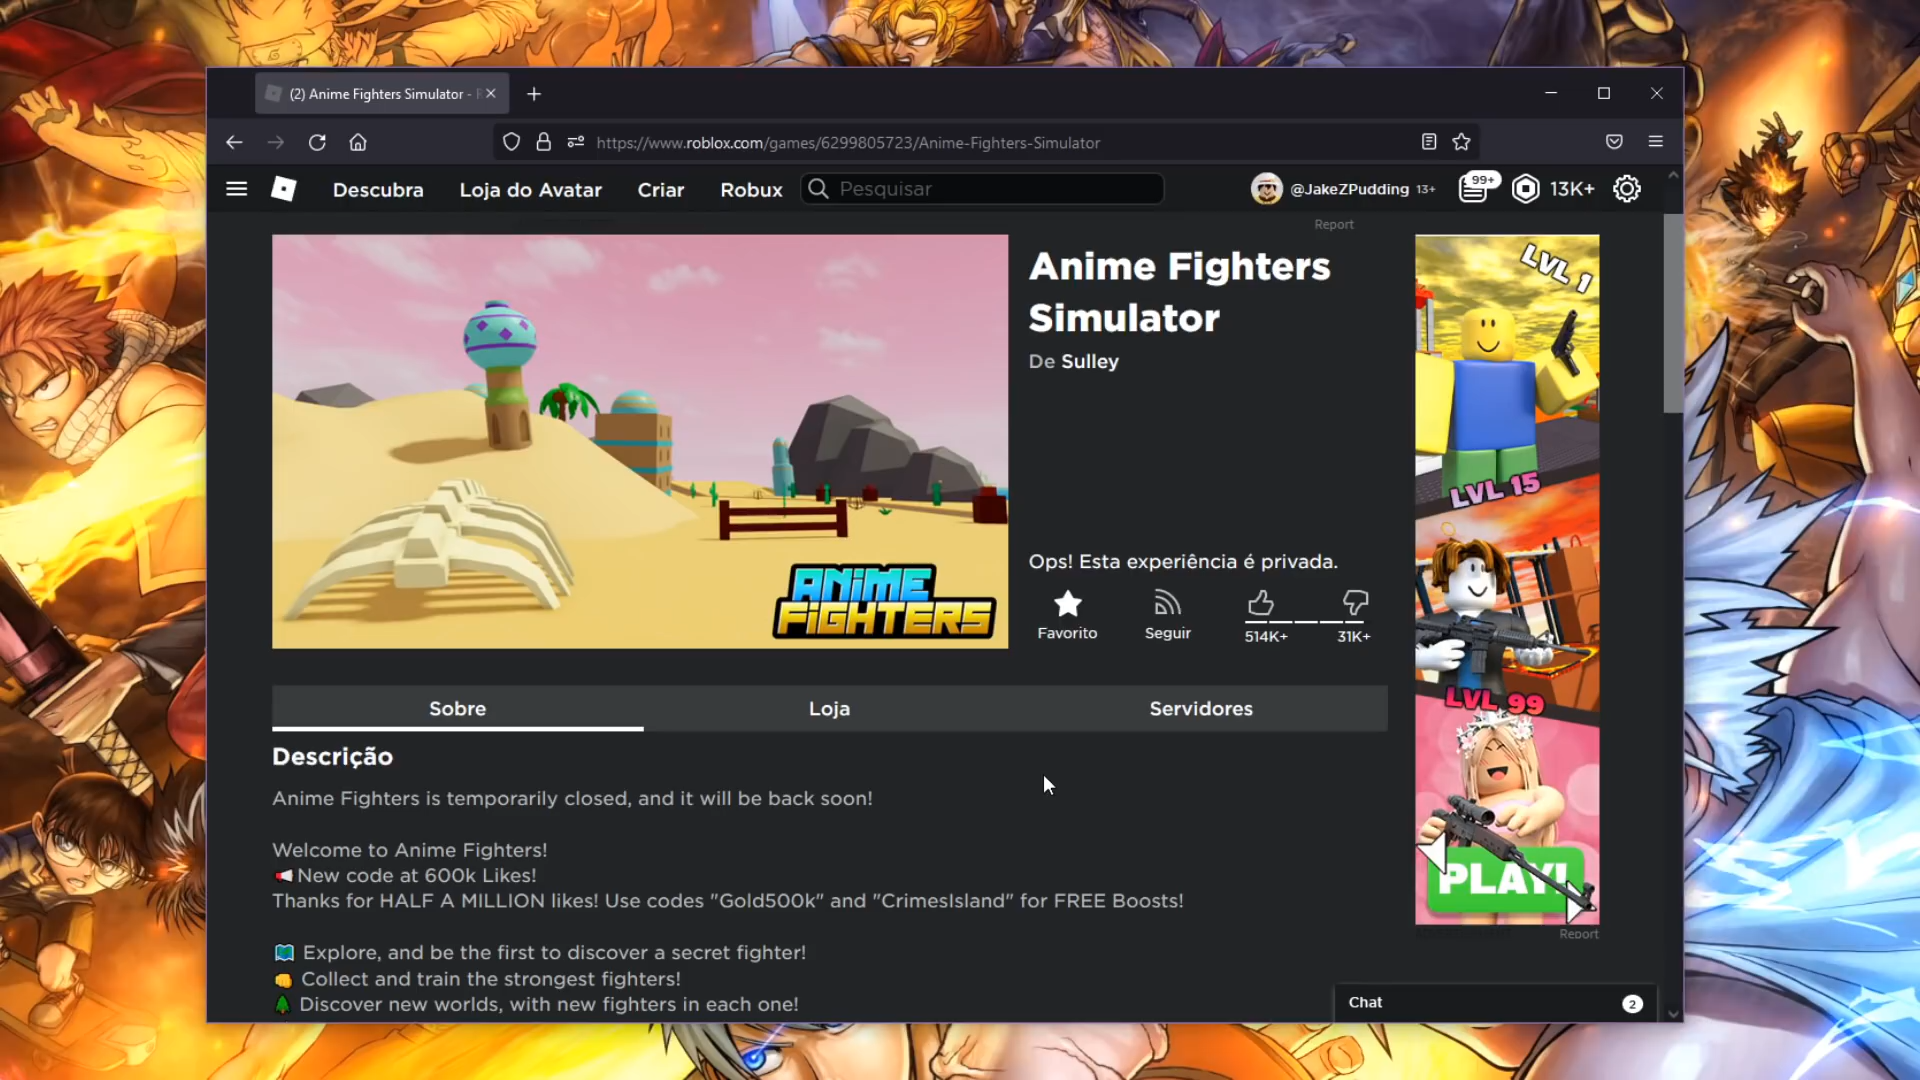 (2) Anime Fighters Simulator -
https://www.roblox.com/games/6299805723/Anime-Fighters-Simulator
Descubra
Loja do Avatar
Criar
Robux
Pesquisar
@JakeZPudding 13+
99+
13K+
Report
Anime Fighters
Simulator
De Sulley
ANiME
FiGHTERS
Ops! Esta experiência é privada.
Favorito
Seguir
514K+
31K+
LVL 1
LVL 15
LVL 99
PLAY!
Report
Sobre
Loja
Servidores
Descrição
Anime Fighters is temporarily closed, and it will be back soon!
Welcome to Anime Fighters!
New code at 600k Likes!
Thanks for HALF A MILLION likes! Use codes "Gold500k" and "CrimesIsland" for FREE Boosts!
Explore, and be the first to discover a secret fighter!
Collect and train the strongest fighters!
Discover new worlds, with new fighters in each one!
Chat
2